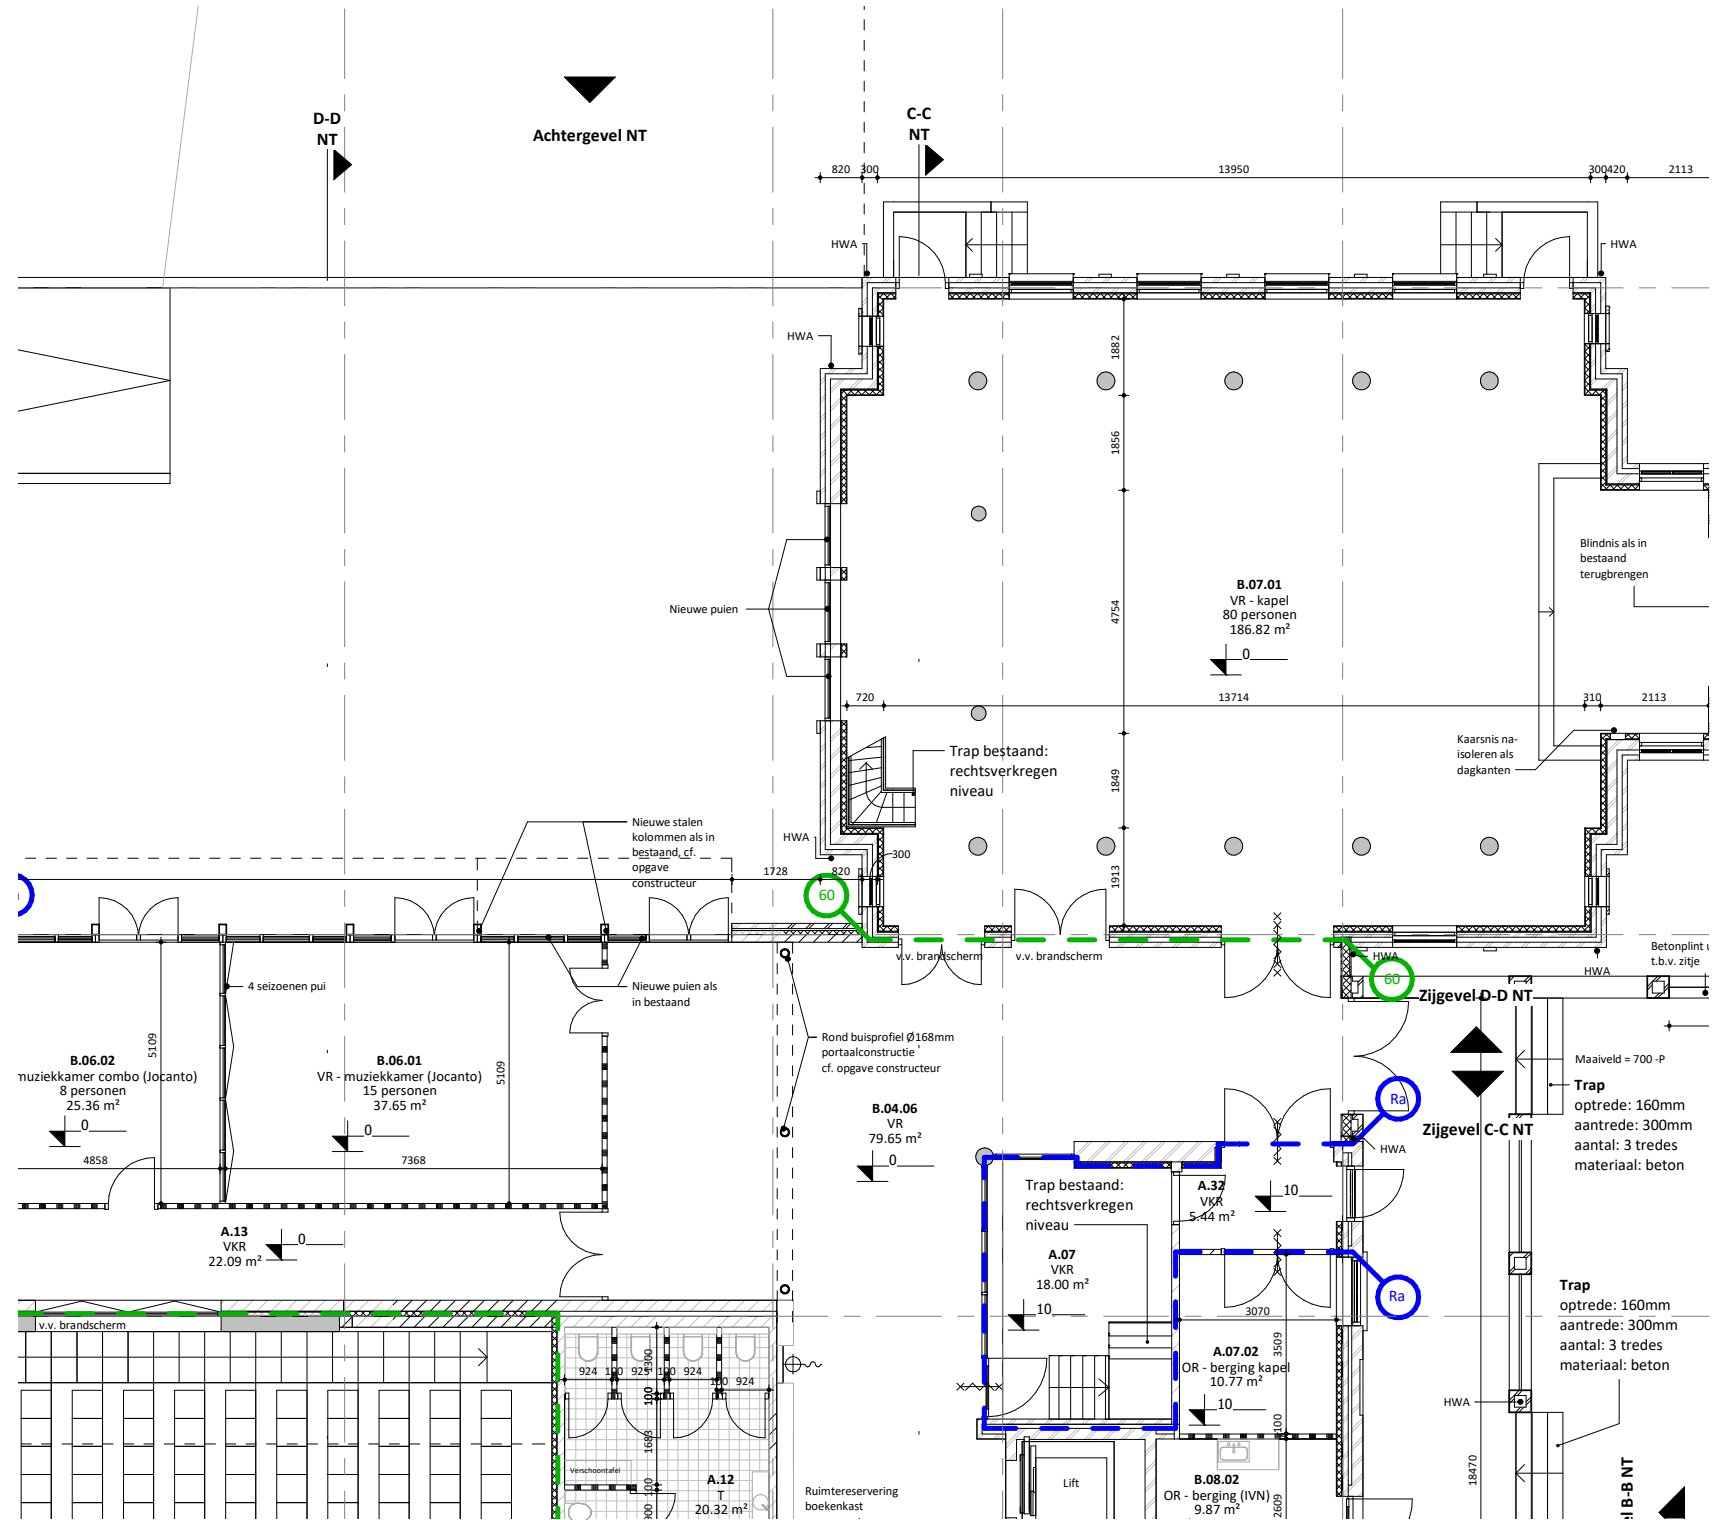 D-D
NT
Achtergevel NT
C-C
NT
820
300
13950
300
420
2113
HWA
HWA
HWA
1882
1856
Nieuwe puien
4754
B.07.01
VR - kapel
80 personen
186.82 m²
0
Blindnis als in
bestaand
terugbrengen
720
13714
310
2113
Trap bestaand:
rechtsverkregen
niveau
Kaarsnis na-
isoleren als
dagkanten
1849
HWA
300
Nieuwe stalen
kolommen als in
bestaand, cf.
opgave
constructeur
1728
820
1913
60
v.v. brandscherm
v.v. brandscherm
HWA
60
HWA
Betonplint
t.b.v. zitje
4 seizoenen pui
Nieuwe puien als
in bestaand
Zijgevel D-D NT
Rond buisprofiel Ø168mm
portaalconstructie
cf. opgave constructeur
5109
5109
B.06.02
muziekkamer combo (Jocanto)
8 personen
25.36 m²
0
B.06.01
VR - muziekkamer (Jocanto)
15 personen
37.65 m²
0
Maaiveld = 700 -P
Trap
optrede: 160mm
aantrede: 300mm
aantal: 3 tredes
materiaal: beton
Ra
Zijgevel C-C NT
HWA
B.04.06
VR
79.65 m²
0
4858
7368
Trap bestaand:
rechtsverkregen
niveau
A.32
VKR
5.44 m²
10
A.13
VKR
22.09 m²
0
A.07
VKR
18.00 m²
10
Ra
Trap
optrede: 160mm
aantrede: 300mm
aantal: 3 tredes
materiaal: beton
3070
3509
v.v. brandscherm
A.07.02
OR - berging kapel
10.77 m²
10
924
100
925
100
924
100
924
1300
100
1683
100
100
HWA
Verschoontafel
A.12
T
20.32 m²
Ruimtereservering
boekenkast
Lift
B.08.02
OR - berging (IVN)
9.87 m²
2609
18470
B-B NT